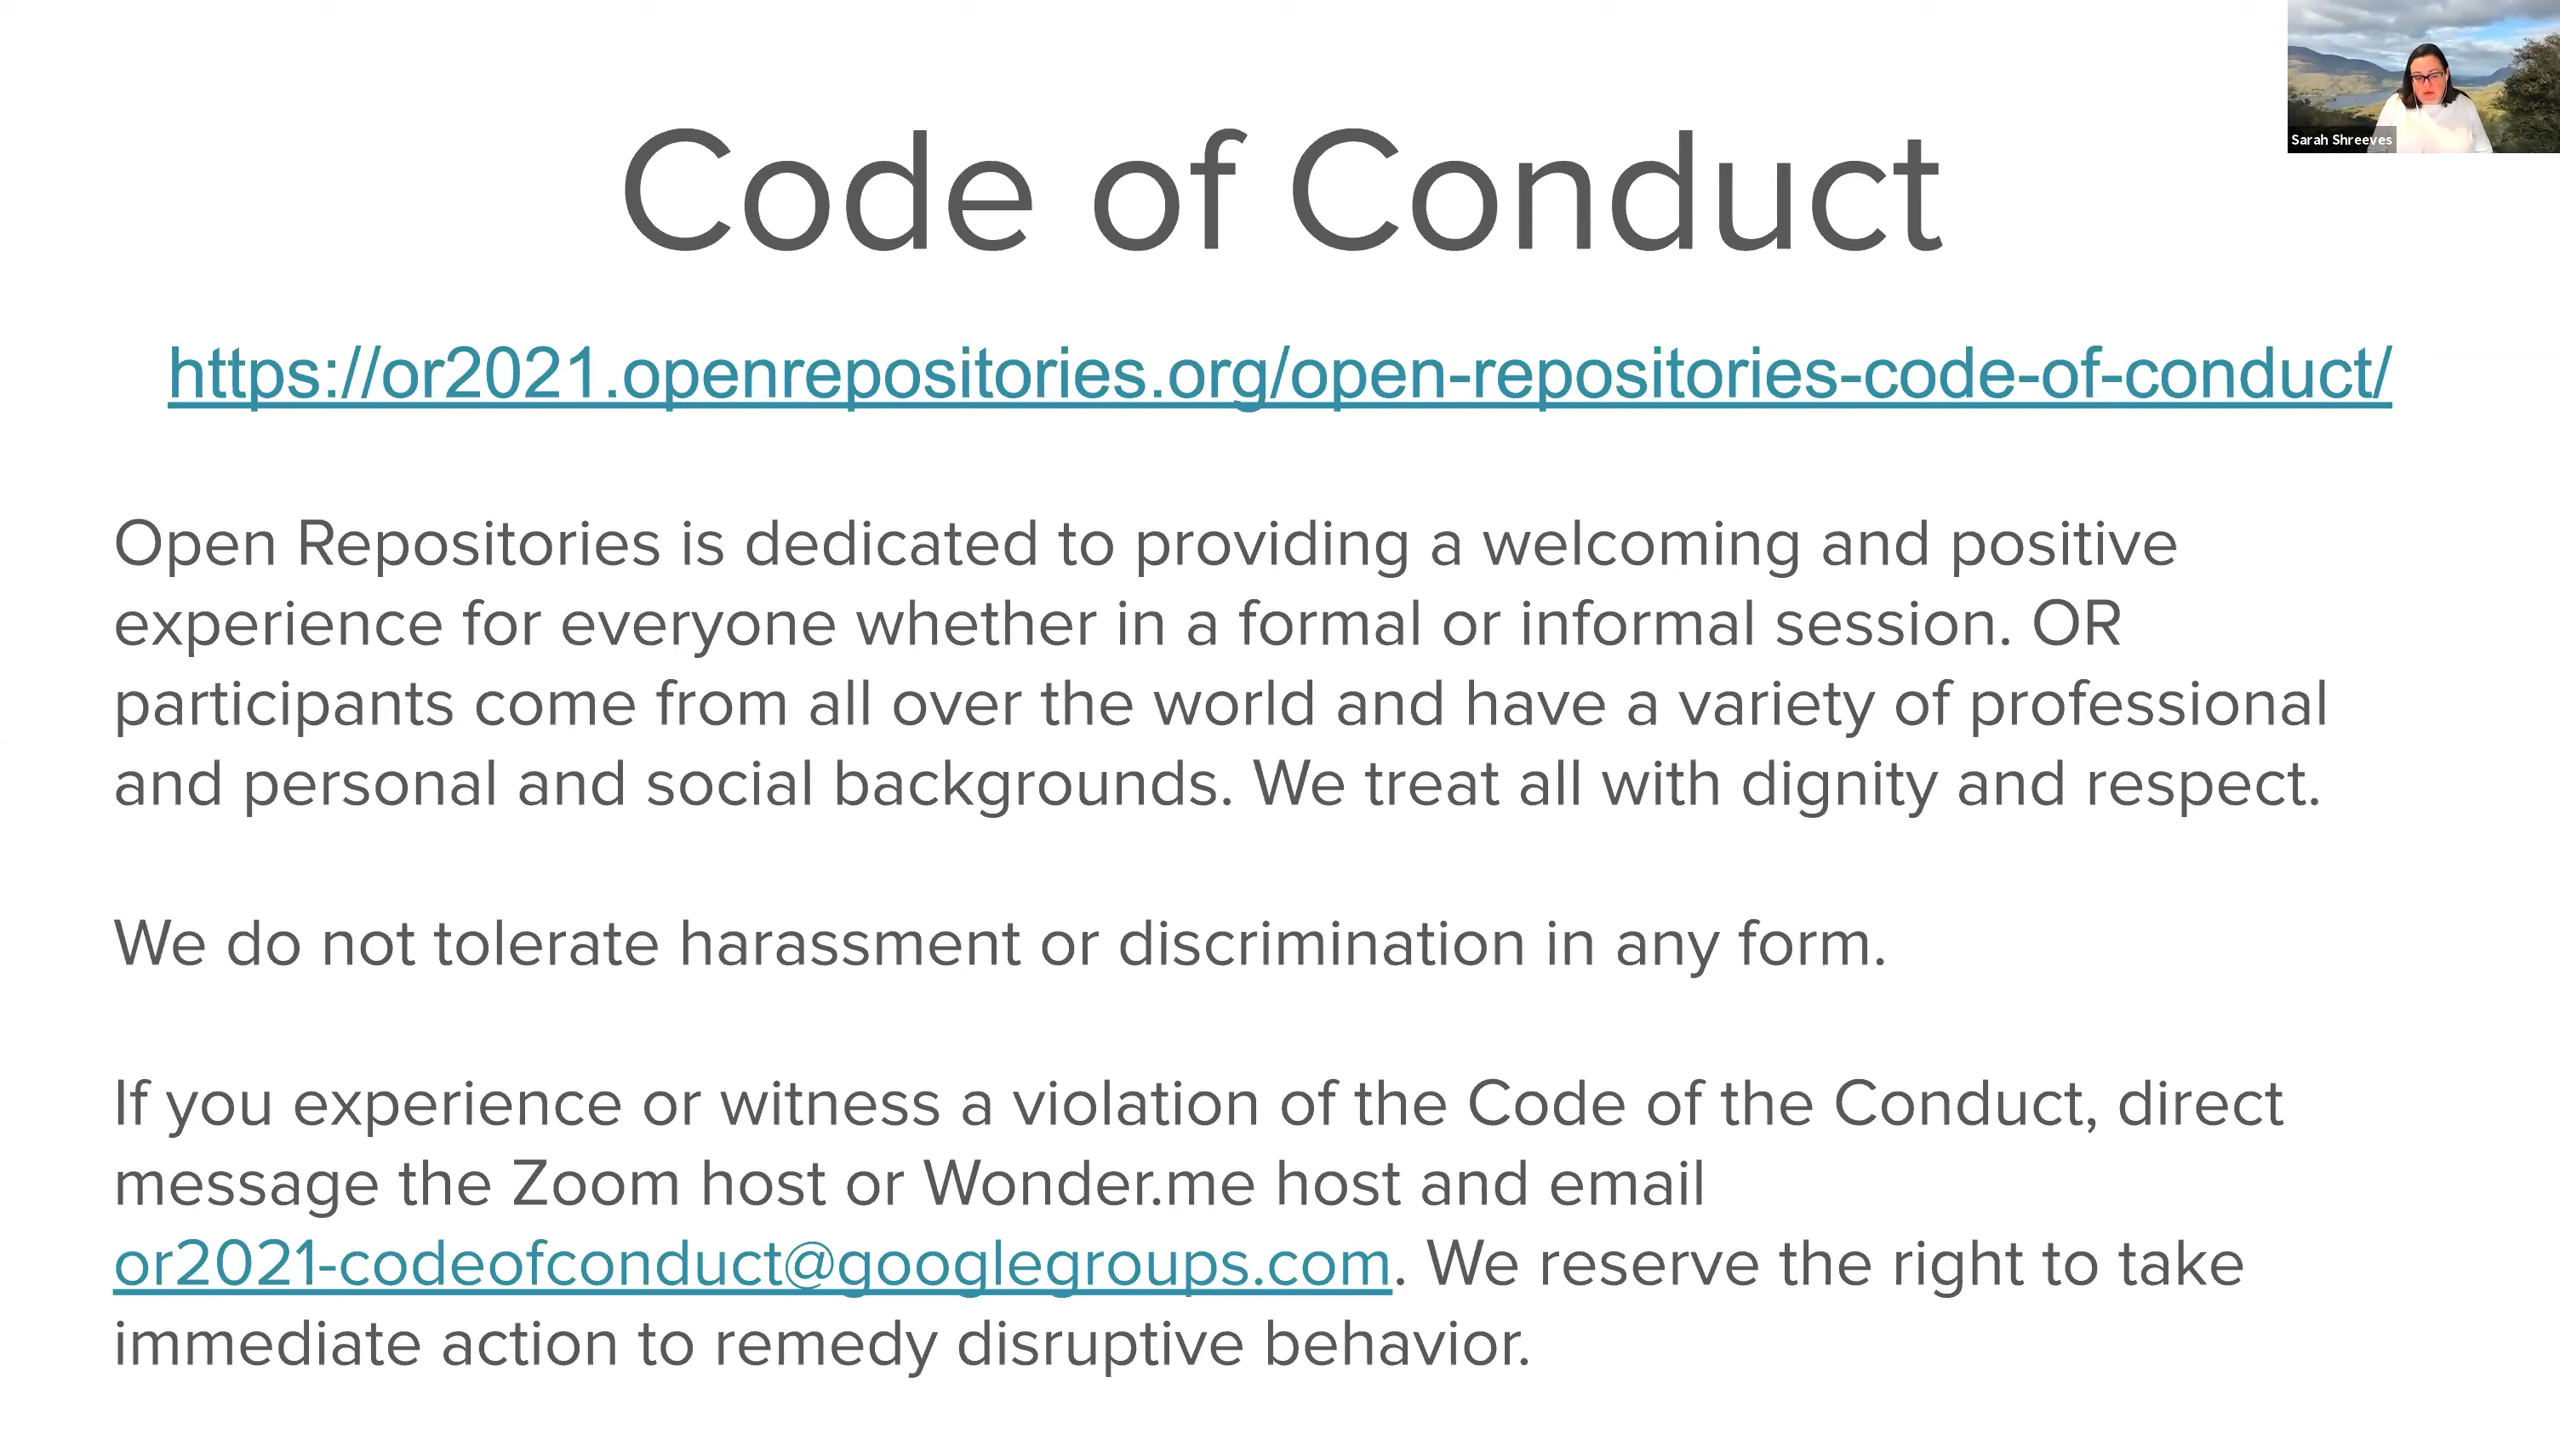 Sarah Shreeves
Code of Conduct
https://or2021.openrepositories.org/open-repositories-code-of-conduct/
Open Repositories is dedicated to providing a welcoming and positive
experience for everyone whether in a formal or informal session. OR
participants come from all over the world and have a variety of professional
and personal and social backgrounds. We treat all with dignity and respect.
We do not tolerate harassment or discrimination in any form.
If you experience or witness a violation of the Code of the Conduct, direct
message the Zoom host or Wonder.me host and email
or2021-codeofconduct@googlegroups.com. We reserve the right to take
immediate action to remedy disruptive behavior.